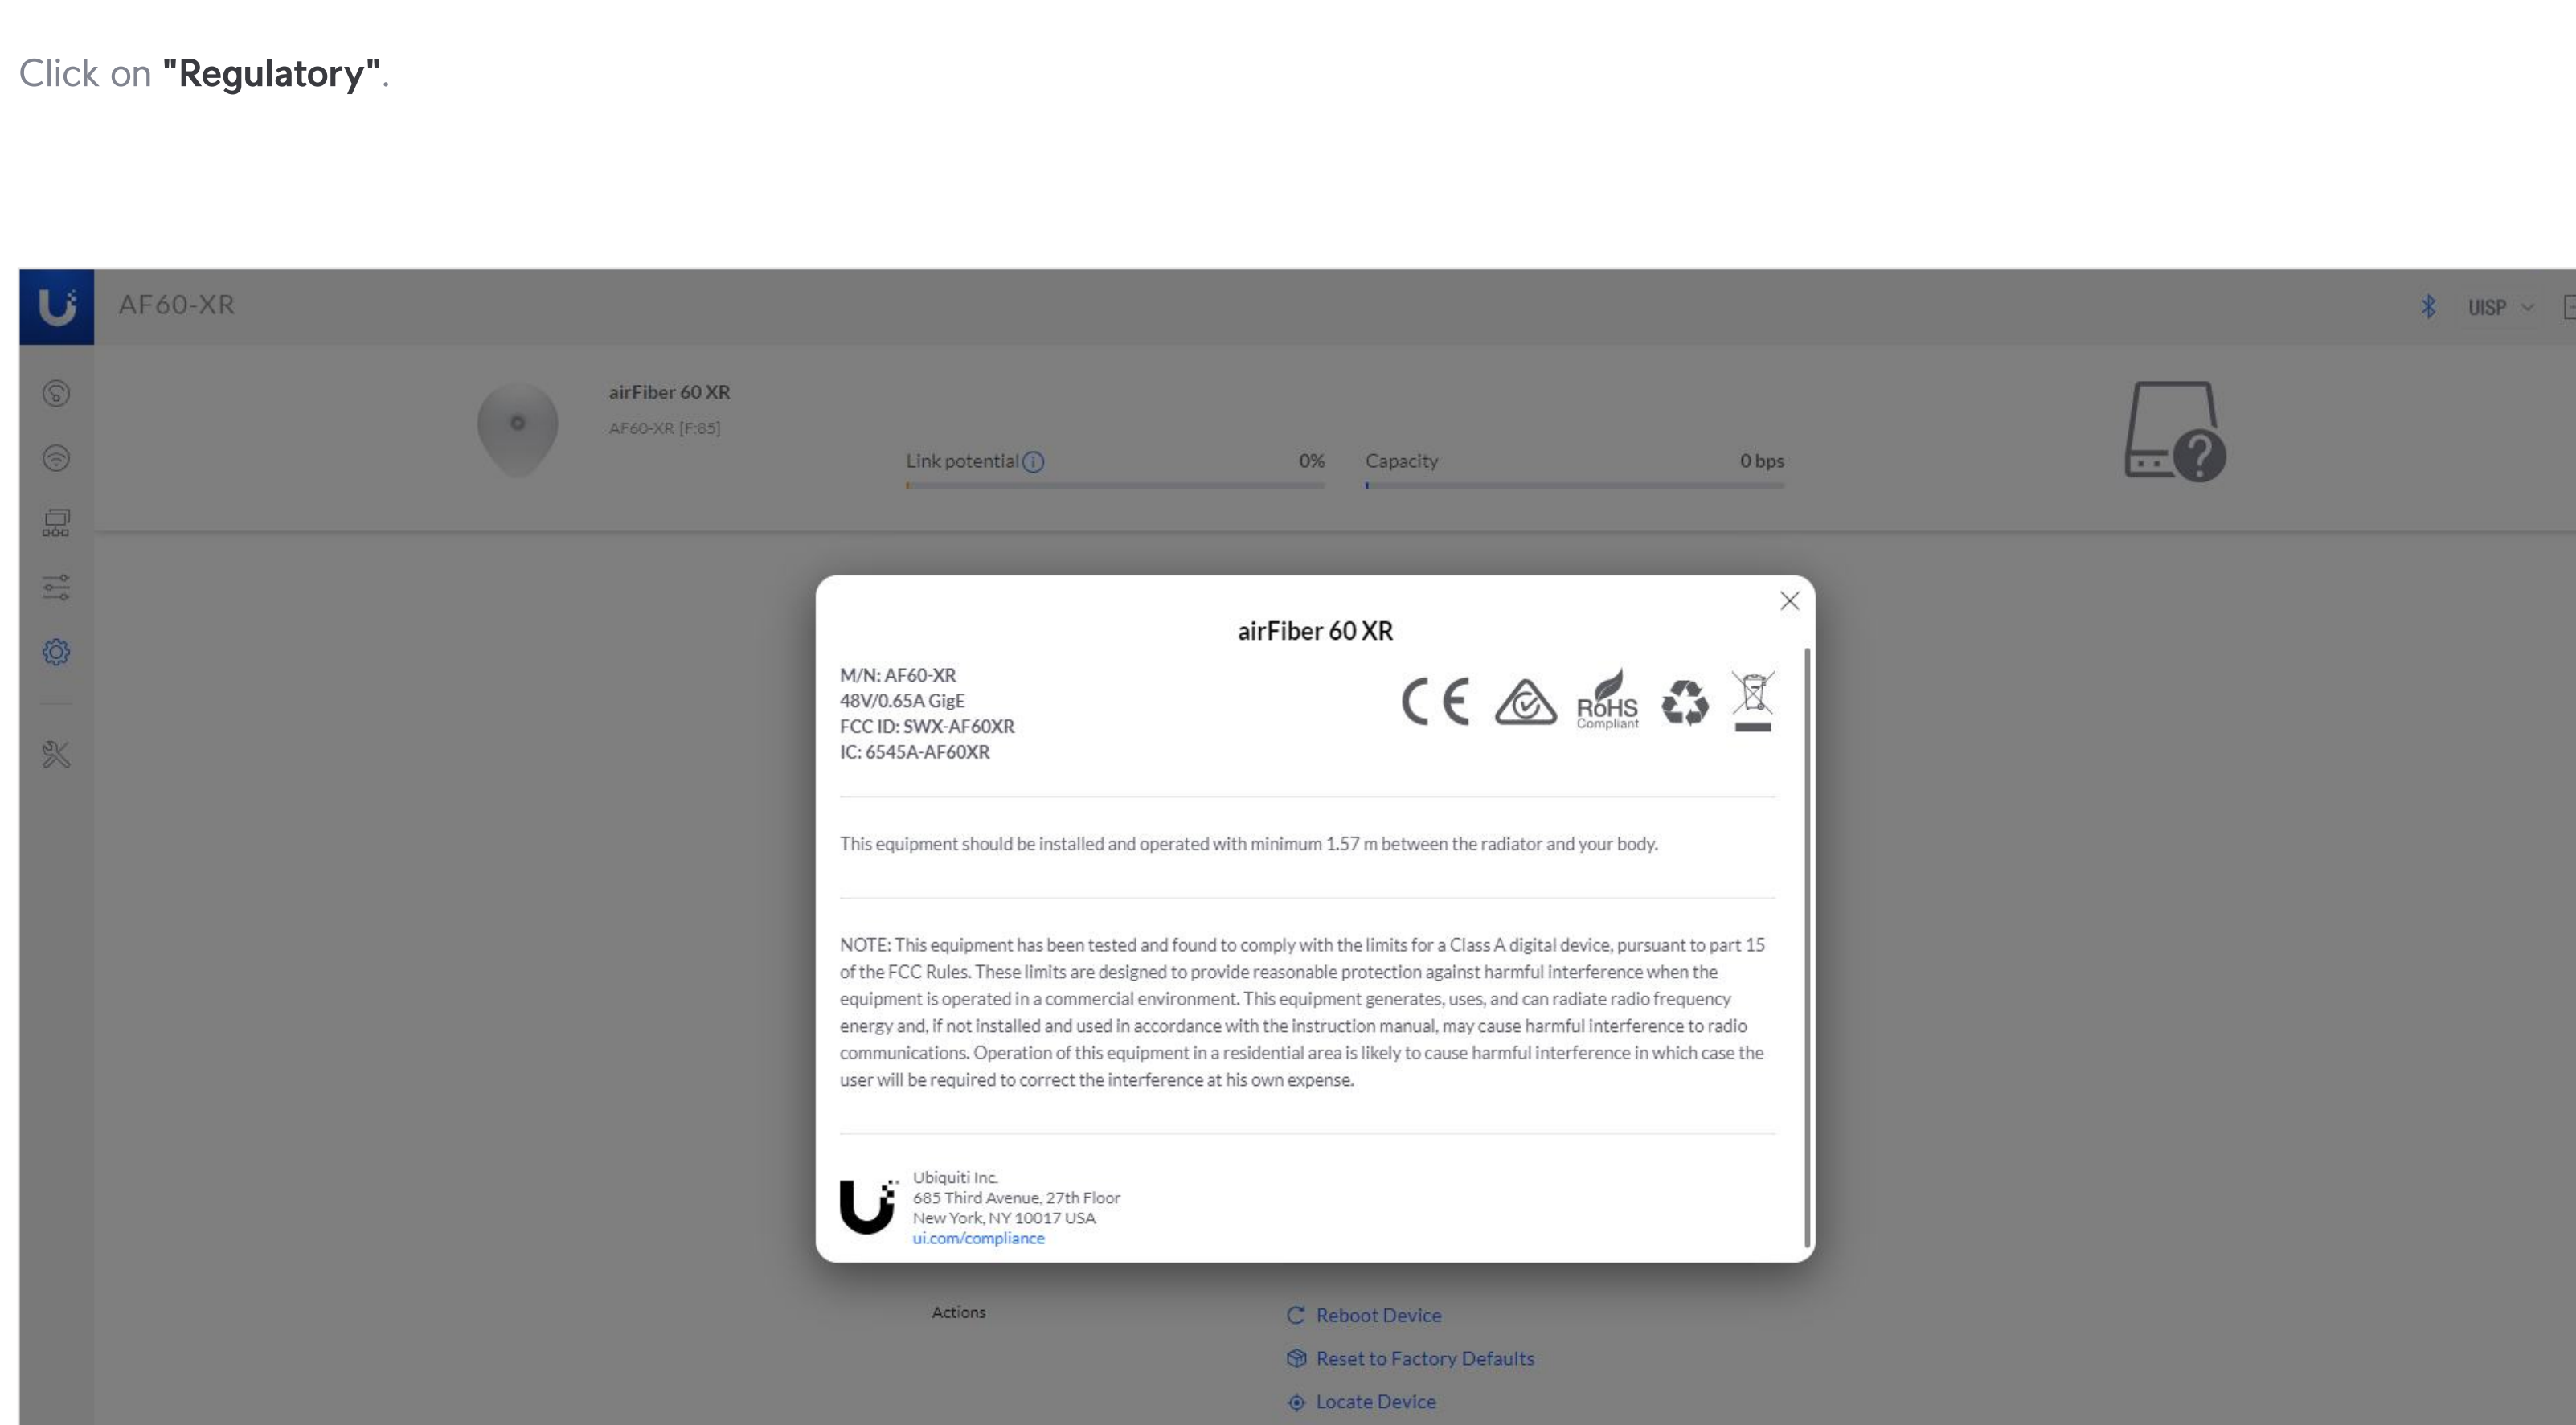 Click on "Regulatory".
AF60-XR
UISP
airFiber 60 XR
AF60-XR [F:85]
Link potential
0%
Capacity
0 bps
airFiber 60 XR
M/N: AF60-XR
48V/0.65A GigE
FCC ID: SWX-AF60XR
IC: 6545A-AF60XR
CE
RoHS
Compliant
This equipment should be installed and operated with minimum 1.57 m between the radiator and your body.
NOTE: This equipment has been tested and found to comply with the limits for a Class A digital device, pursuant to part 15
of the FCC Rules. These limits are designed to provide reasonable protection against harmful interference when the
equipment is operated in a commercial environment. This equipment generates, uses, and can radiate radio frequency
energy and, if not installed and used in accordance with the instruction manual, may cause harmful interference to radio
communications. Operation of this equipment in a residential area is likely to cause harmful interference in which case the
user will be required to correct the interference at his own expense.
Ubiquiti Inc.
685 Third Avenue, 27th Floor
New York, NY 10017 USA
ui.com/compliance
Actions
Reboot Device
Reset to Factory Defaults
Locate Device